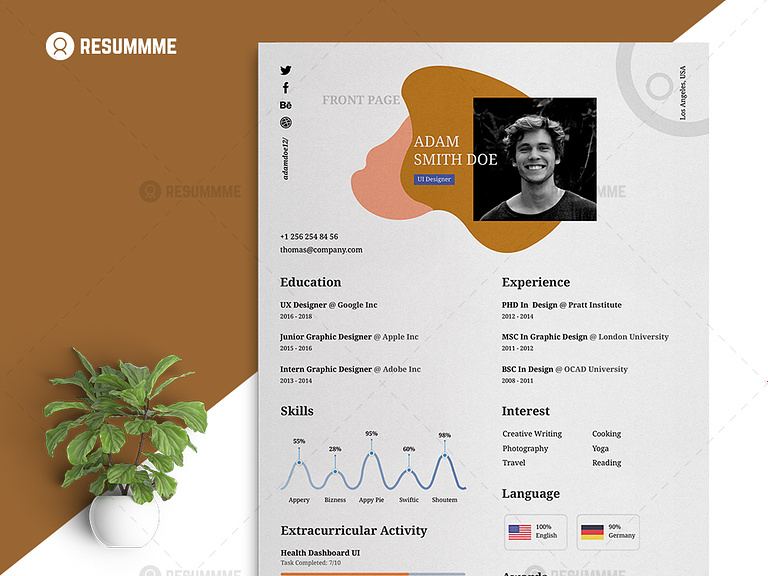 RESUMMME
Los Angeles, USA
FRONT PAGE
adamdoe12/
ADAM
SMITH DOE
UI Designer
RESUMMME
RESUMMME
+1 256 254 84 56
thomas@company.com
Education
UX Designer @ Google Inc
2016 - 2018
Junior Graphic Designer @ Apple Inc
2015 - 2016
Intern Graphic Designer @ Adobe Inc
2013 - 2014
Experience
PHD In Design @ Pratt Institute
2012 - 2014
MSC In Graphic Design @ London University
2011 - 2012
BSC In Design @ OCAD University
2008 - 2011
Skills
55%
28%
95%
60%
98%
Appery
Bizness
Appy Pie
Swiftic
Shoutem
Interest
Creative Writing
Cooking
Photography
Yoga
Travel
Reading
Language
100%
English
90%
Germany
Extracurricular Activity
Health Dashboard UI
Task Completed: 7/10
RESUMMME
RESUMMME